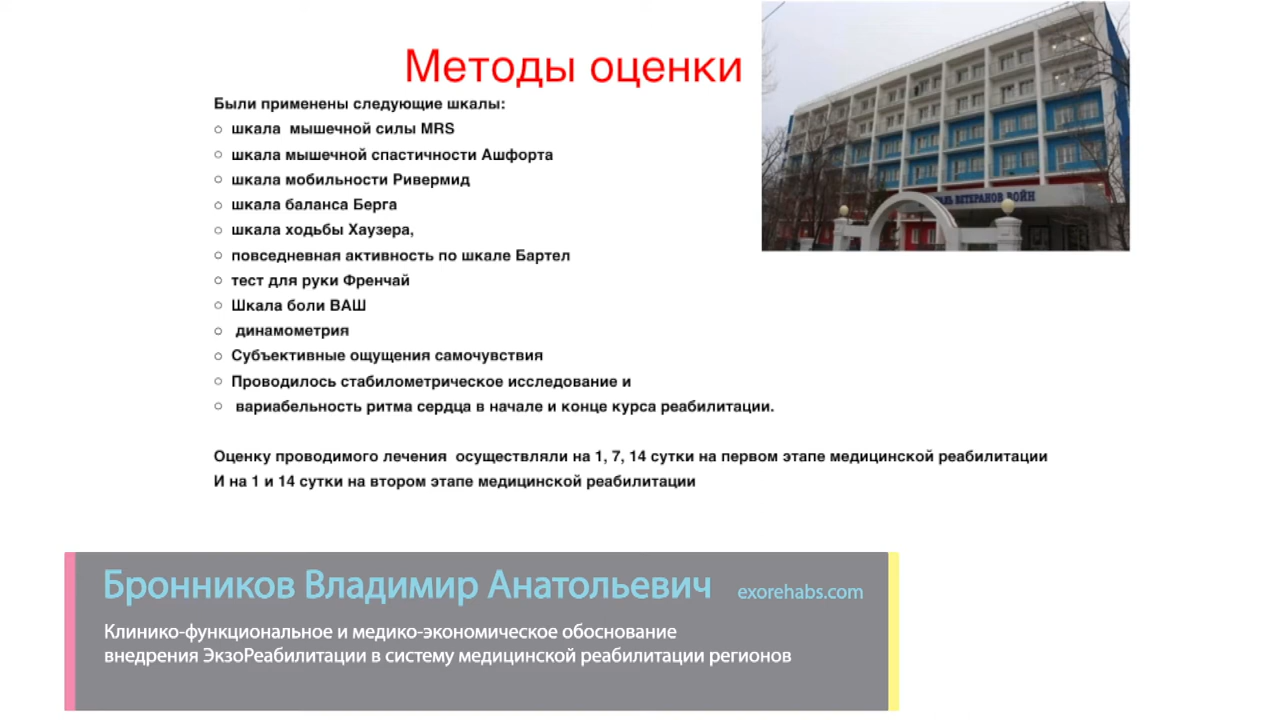 Методы оценки
Были применены следующие шкалы:
шкала мышечной силы MRS
шкала мышечной спастичности Ашфорта
шкала мобильности Ривермид
шкала баланса Берга
шкала ходьбы Хаузера,
повседневная активность по шкале Бартел
тест для руки Френчай
Шкала боли ВАШ
динамометрия
Субъективные ощущения самочувствия
Проводилось стабилометрическое исследование и
вариабельность ритма сердца в начале и конце курса реабилитации.
Оценку проводимого лечения осуществляли на 1, 7, 14 сутки на первом этапе медицинской реабилитации
И на 1 и 14 сутки на втором этапе медицинской реабилитации
ВЕТЕРАНОВ ВОЙН
Бронников Владимир Анатольевич exorehabs.com
Клинико-функциональное и медико-экономическое обоснование
внедрения ЭкзоРеабилитации в систему медицинской реабилитации регионов